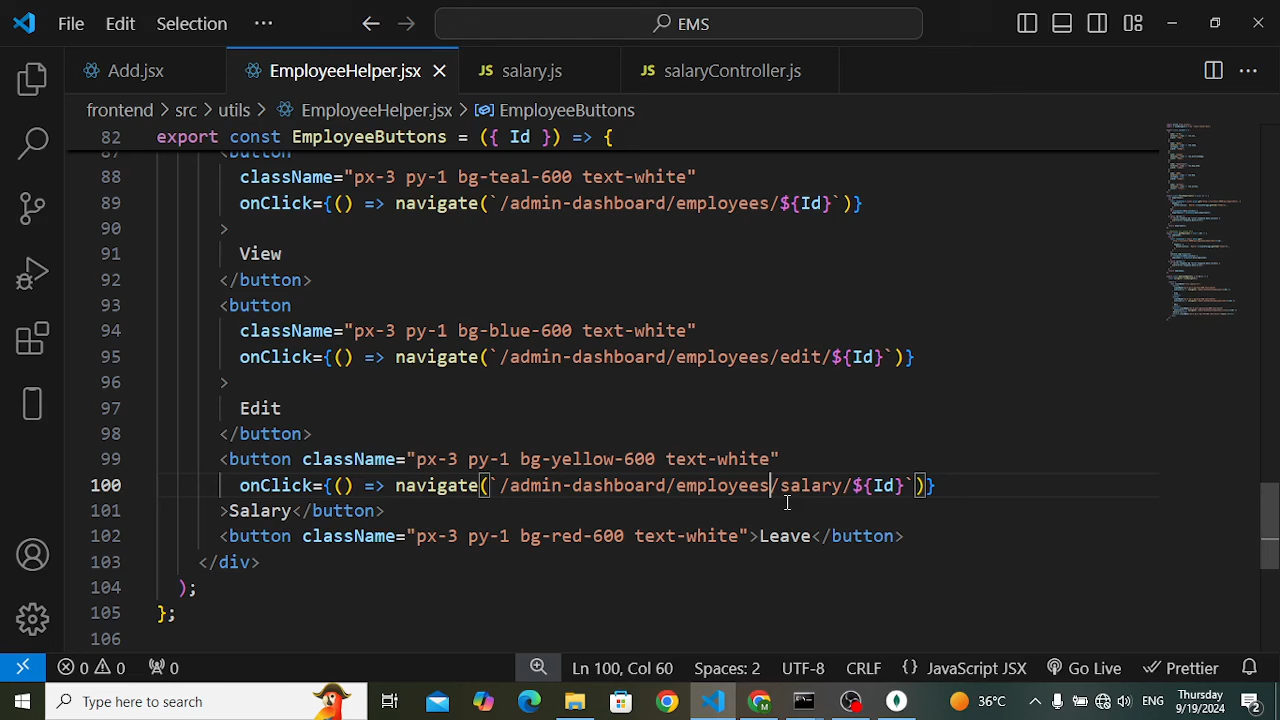 File Edit Selection ··· EMS
Add.jsx EmployeeHelper.jsx JS salary.js JS salaryController.js
frontend > src > utils > EmployeeHelper.jsx > EmployeeButtons
82 export const EmployeeButtons = ({ Id }) => {
87 <button
88 className="px-3 py-1 bg-teal-600 text-white"
89 onClick={() => navigate(`/admin-dashboard/employees/${Id}`)}
90 >
91 View
92 </button>
93 <button
94 className="px-3 py-1 bg-blue-600 text-white"
95 onClick={() => navigate(`/admin-dashboard/employees/edit/${Id}`)}
96 >
97 Edit
98 </button>
99 <button className="px-3 py-1 bg-yellow-600 text-white"
100 onClick={() => navigate(`/admin-dashboard/employees/salary/${Id}`)}
101 >Salary</button>
102 <button className="px-3 py-1 bg-red-600 text-white">Leave</button>
103 </div>
104 );
105 };
106
0 0 0 Ln 100, Col 60 Spaces: 2 UTF-8 CRLF {} JavaScript JSX Go Live Prettier
Type here to search 36°C ENG Thursday 9/19/2024 2